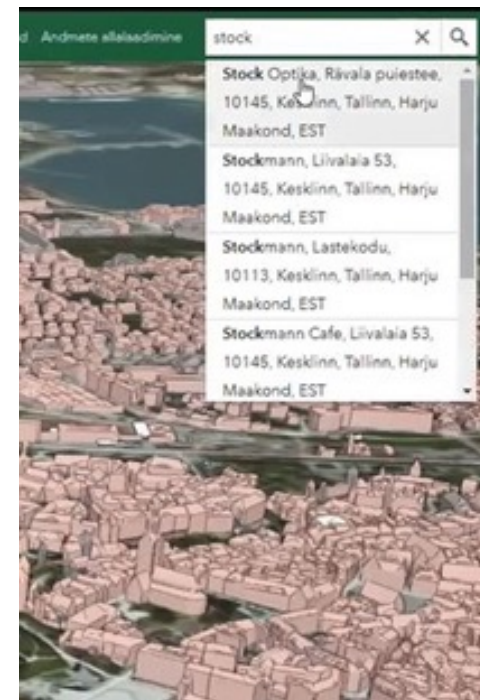 d Andmete allalaadimine
stock
Stock Optika, Rävala puiestee,
10145, Kesklinn, Tallinn, Harju
Maakond, EST
Stockmann, Liivalaia 53,
10145, Kesklinn, Tallinn, Harju
Maakond, EST
Stockmann, Lastekodu,
10113, Kesklinn, Tallinn, Harju
Maakond, EST
Stockmann Cafe, Liivalaia 53,
10145, Kesklinn, Tallinn, Harju
Maakond, EST